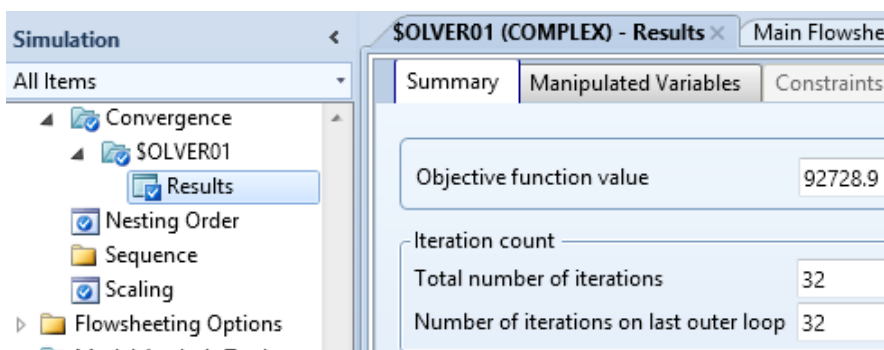 Simulation
All Items
Convergence
$OLVER01
Results
Nesting Order
Sequence
Scaling
Flowsheeting Options
$OLVER01 (COMPLEX) - Results
Main Flowshe
Summary
Manipulated Variables
Constraints
Objective function value
92728.9
Iteration count
Total number of iterations
32
Number of iterations on last outer loop
32